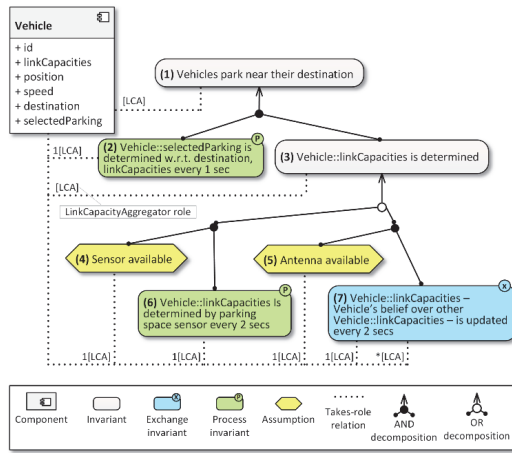 Vehicle
+ id
+ linkCapacities
+ position
+ speed
+ destination
+ selectedParking
(1) Vehicles park near their destination
[LCA]
P
(2) Vehicle::selectedParking is
determined w.r.t. destination,
linkCapacities every 1 sec
1[LCA]
(3) Vehicle::linkCapacities is determined
[LCA]
LinkCapacityAggregator role
(4) Sensor available
(5) Antenna available
P
(6) Vehicle::linkCapacities Is
determined by parking
space sensor every 2 secs
X
(7) Vehicle::linkCapacities –
Vehicle's belief over other
Vehicle::linkCapacities – is updated
every 2 secs
1[LCA] 1[LCA] 1[LCA] 1[LCA] *[LCA]
X P
Component Invariant Exchange invariant Process invariant Assumption Takes-role relation AND decomposition OR decomposition